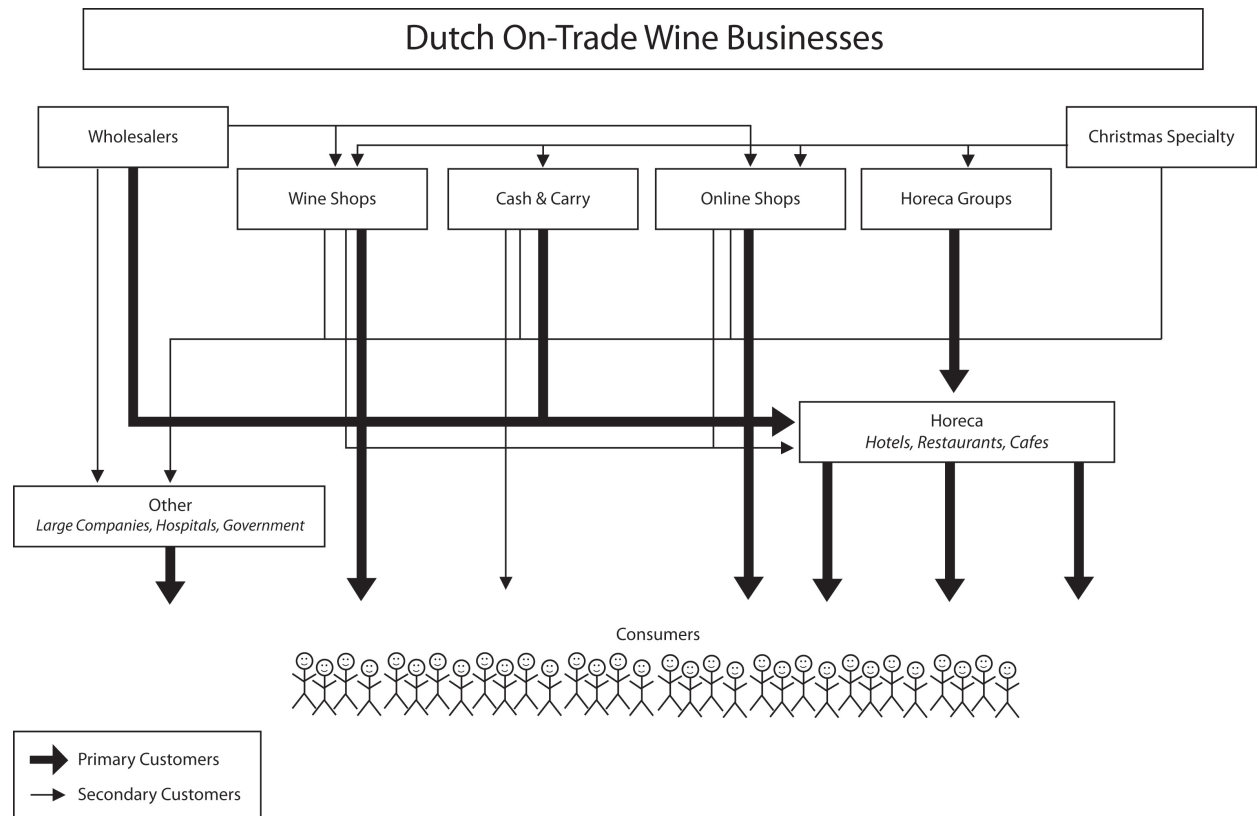 Dutch On-Trade Wine Businesses
Wholesalers
Christmas Specialty
Wine Shops
Cash & Carry
Online Shops
Horeca Groups
Horeca
Hotels, Restaurants, Cafes
Other
Large Companies, Hospitals, Government
Consumers
Primary Customers
Secondary Customers